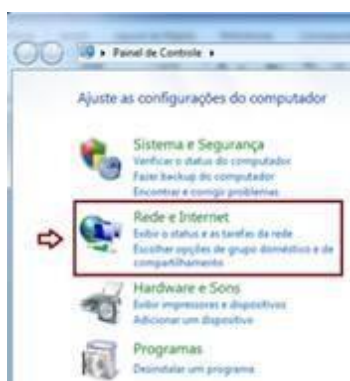 Painel de Controle
Ajuste as configurações do computador
Sistema e Segurança
Verificar o status do computador
Fazer backup do computador
Encontrar e corrigir problemas
Rede e Internet
Exibir o status e as tarefas da rede
Escolher opções de grupo doméstico e de
compartilhamento
Hardware e Sons
Exibir impressoras e dispositivos
Adicionar um dispositivo
Programas
Desinstalar um programa